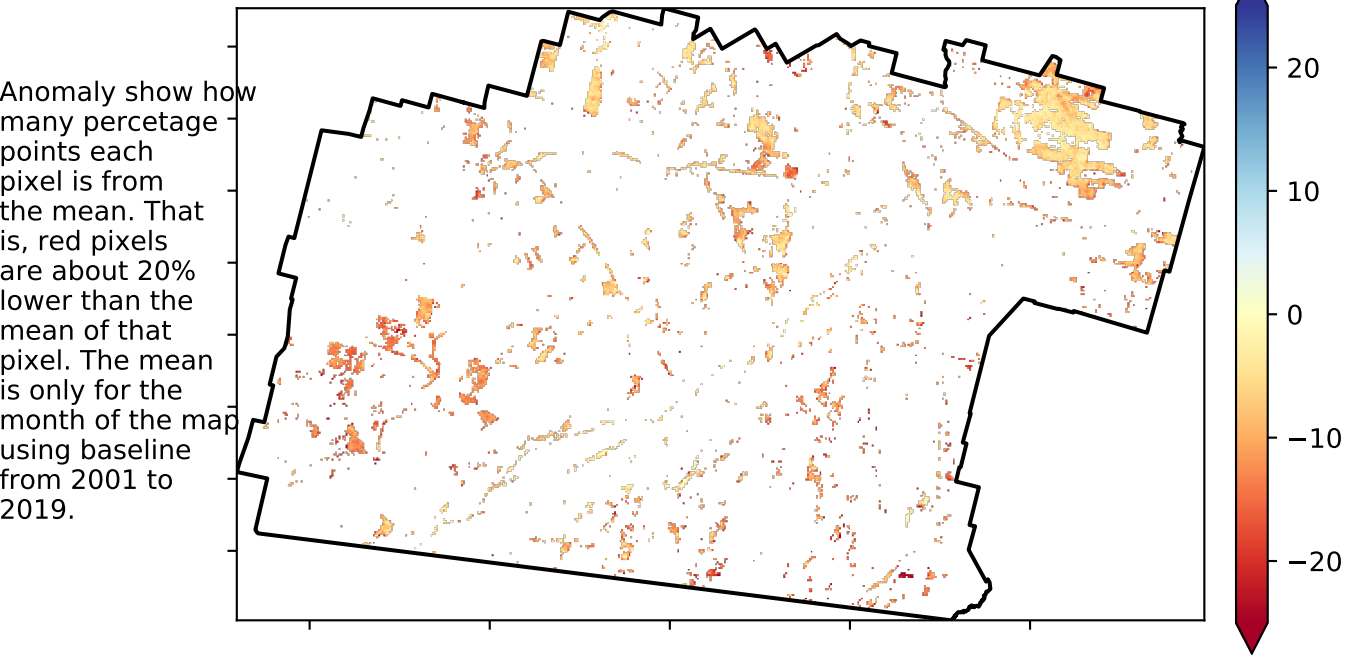 Anomaly show how
many percetage
points each
pixel is from
the mean. That
is, red pixels
are about 20%
lower than the
mean of that
pixel. The mean
is only for the
month of the map
using baseline
from 2001 to
2019.
20
10
0
−10
−20